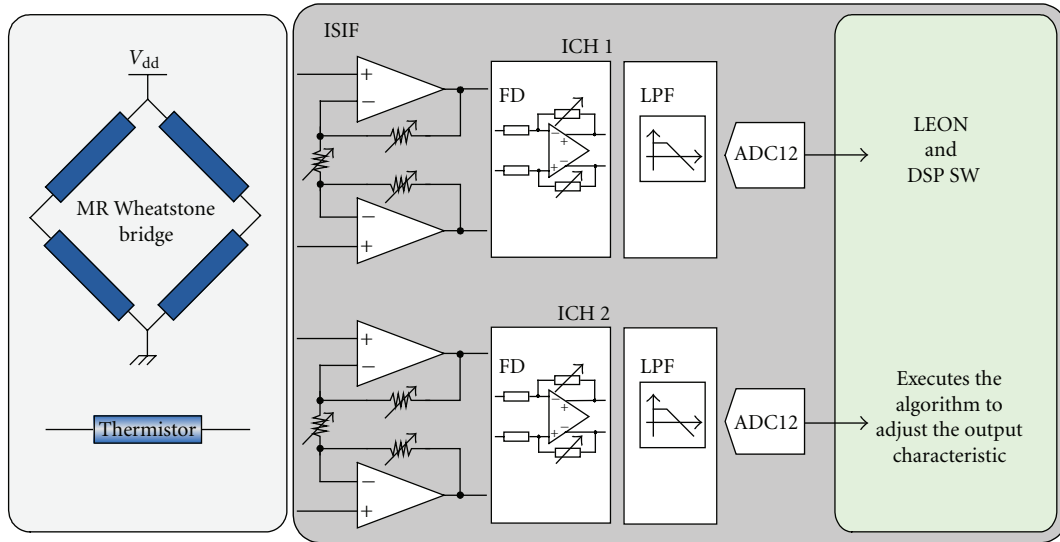 V_dd
MR Wheatstone
bridge
Thermistor
ISIF
ICH 1
FD
LPF
ADC12
LEON
and
DSP SW
ICH 2
FD
LPF
ADC12
Executes the
algorithm to
adjust the output
characteristic